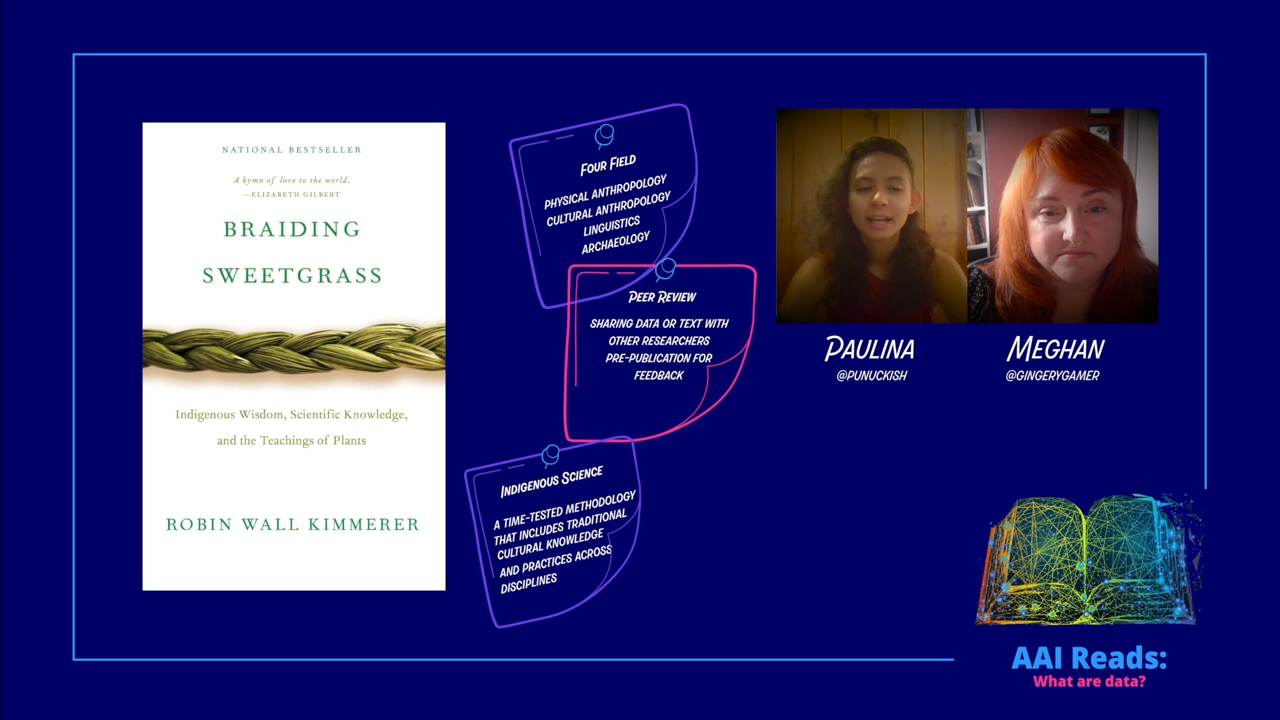 NATIONAL BESTSELLER
A hymn of love to the world.
—ELIZABETH GILBERT
BRAIDING
SWEETGRASS
Indigenous Wisdom, Scientific Knowledge,
and the Teachings of Plants
ROBIN WALL KIMMERER
FOUR FIELD
PHYSICAL ANTHROPOLOGY
CULTURAL ANTHROPOLOGY
LINGUISTICS
ARCHAEOLOGY
PEER REVIEW
SHARING DATA OR TEXT WITH
OTHER RESEARCHERS
PRE-PUBLICATION FOR
FEEDBACK
INDIGENOUS SCIENCE
A TIME-TESTED METHODOLOGY
THAT INCLUDES TRADITIONAL
CULTURAL KNOWLEDGE
AND PRACTICES ACROSS
DISCIPLINES
PAULINA
@PUNUCKISH
MEGHAN
@GINGERYGAMER
AAI Reads:
What are data?